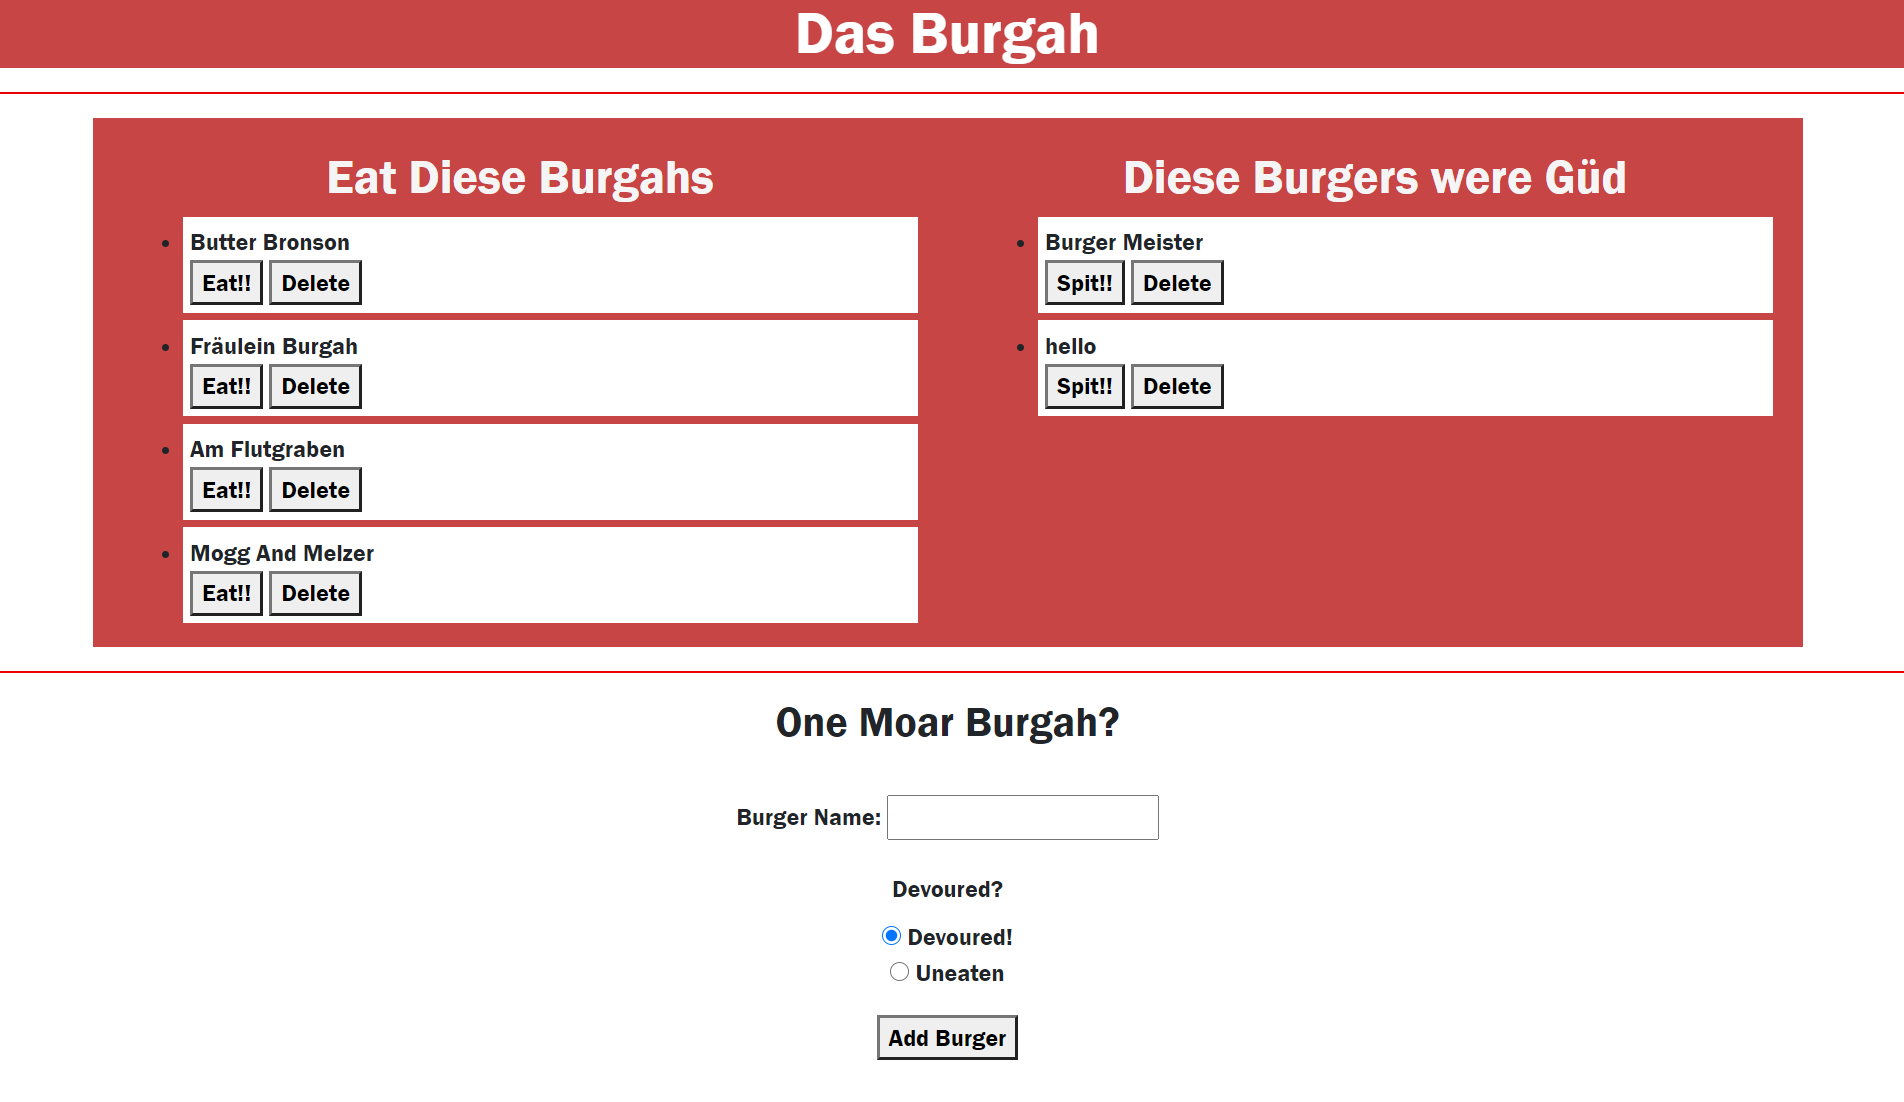 Das Burgah
Eat Diese Burgahs
Butter Bronson
Eat!! Delete
Fräulein Burgah
Eat!! Delete
Am Flutgraben
Eat!! Delete
Mogg And Melzer
Eat!! Delete
Diese Burgers were Güd
Burger Meister
Spit!! Delete
hello
Spit!! Delete
One Moar Burgah?
Burger Name:
Devoured?
Devoured!
Uneaten
Add Burger